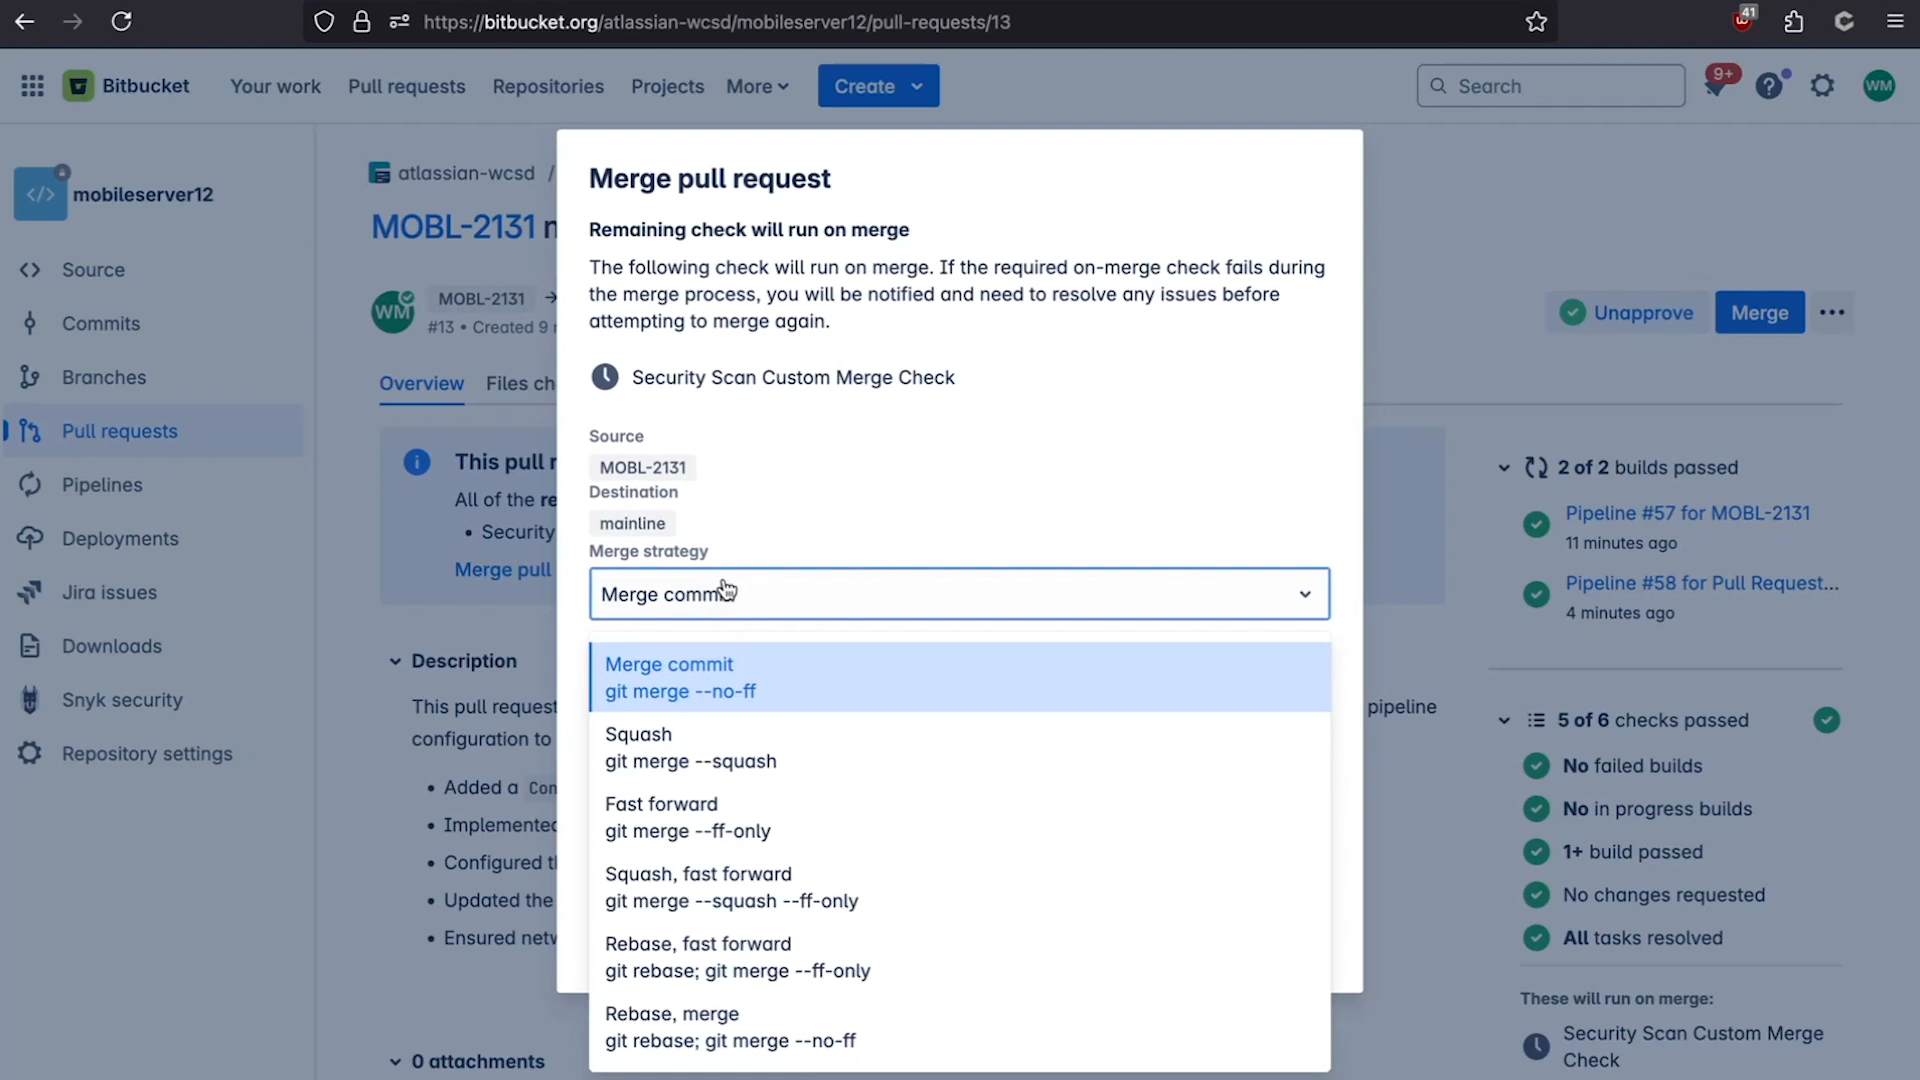 https://bitbucket.org/atlassian-wcsd/mobileserver12/pull-requests/13
41
Bitbucket
Your work
Pull requests
Repositories
Projects
More
Create
Search
9+
WM
mobileserver12
Source
Commits
Branches
Pull requests
Pipelines
Deployments
Jira issues
Downloads
Snyk security
Repository settings
atlassian-wcsd /
MOBL-2131 n
WM
MOBL-2131 →
#13 • Created 9
Unapprove
Merge
Overview
Files ch
This pull r
All of the re
• Security
Merge pull
Description
This pull request
pipeline
configuration to
• Added a Con
• Implemented
• Configured t
• Updated the
• Ensured netw
0 attachments
Merge pull request
Remaining check will run on merge
The following check will run on merge. If the required on-merge check fails during
the merge process, you will be notified and need to resolve any issues before
attempting to merge again.
Security Scan Custom Merge Check
Source
MOBL-2131
Destination
mainline
Merge strategy
Merge commit
Merge commit
git merge --no-ff
Squash
git merge --squash
Fast forward
git merge --ff-only
Squash, fast forward
git merge --squash --ff-only
Rebase, fast forward
git rebase; git merge --ff-only
Rebase, merge
git rebase; git merge --no-ff
2 of 2 builds passed
Pipeline #57 for MOBL-2131
11 minutes ago
Pipeline #58 for Pull Request...
4 minutes ago
5 of 6 checks passed
No failed builds
No in progress builds
1+ build passed
No changes requested
All tasks resolved
These will run on merge:
Security Scan Custom Merge
Check